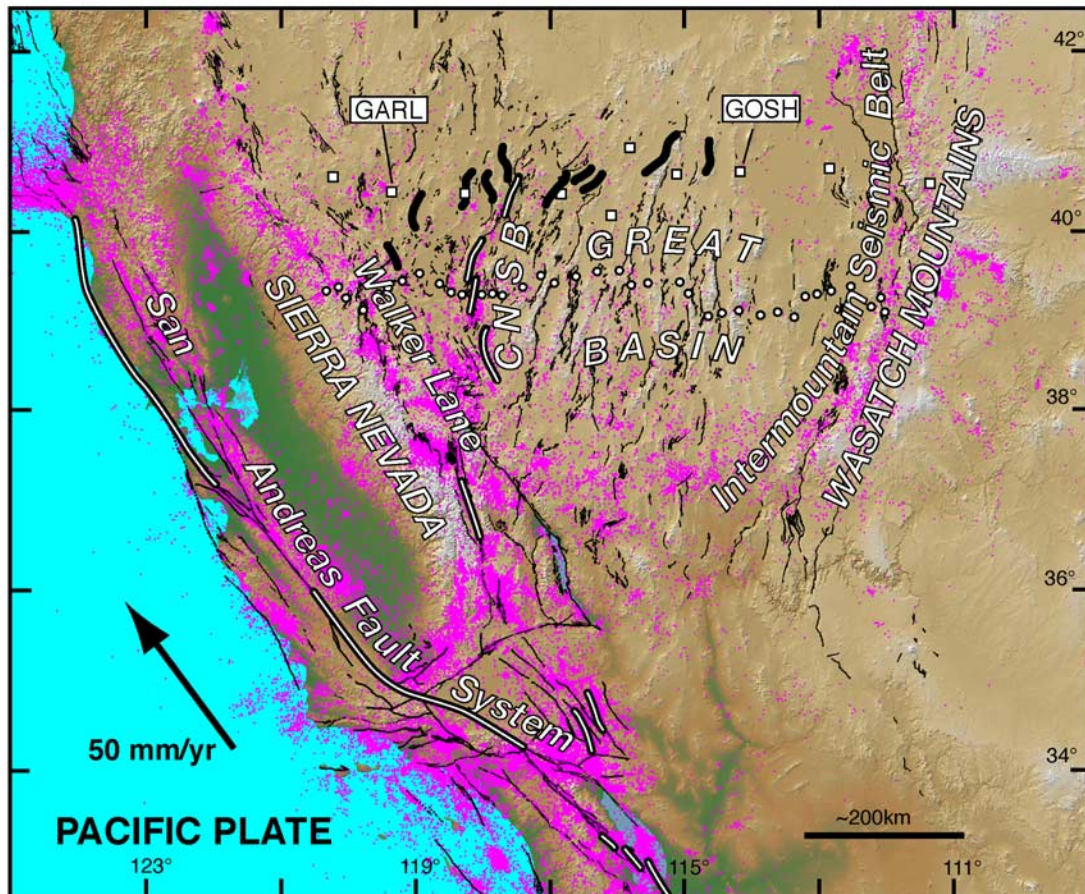 42°
GARL
GOSH
Intermountain Seismic Belt
WASATCH MOUNTAINS
40°
GREAT
CNSB
BASIN
Walker Lane
SIERRA NEVADA
San Andreas Fault System
38°
36°
50 mm/yr
34°
PACIFIC PLATE
~200km
123°
119°
115°
111°